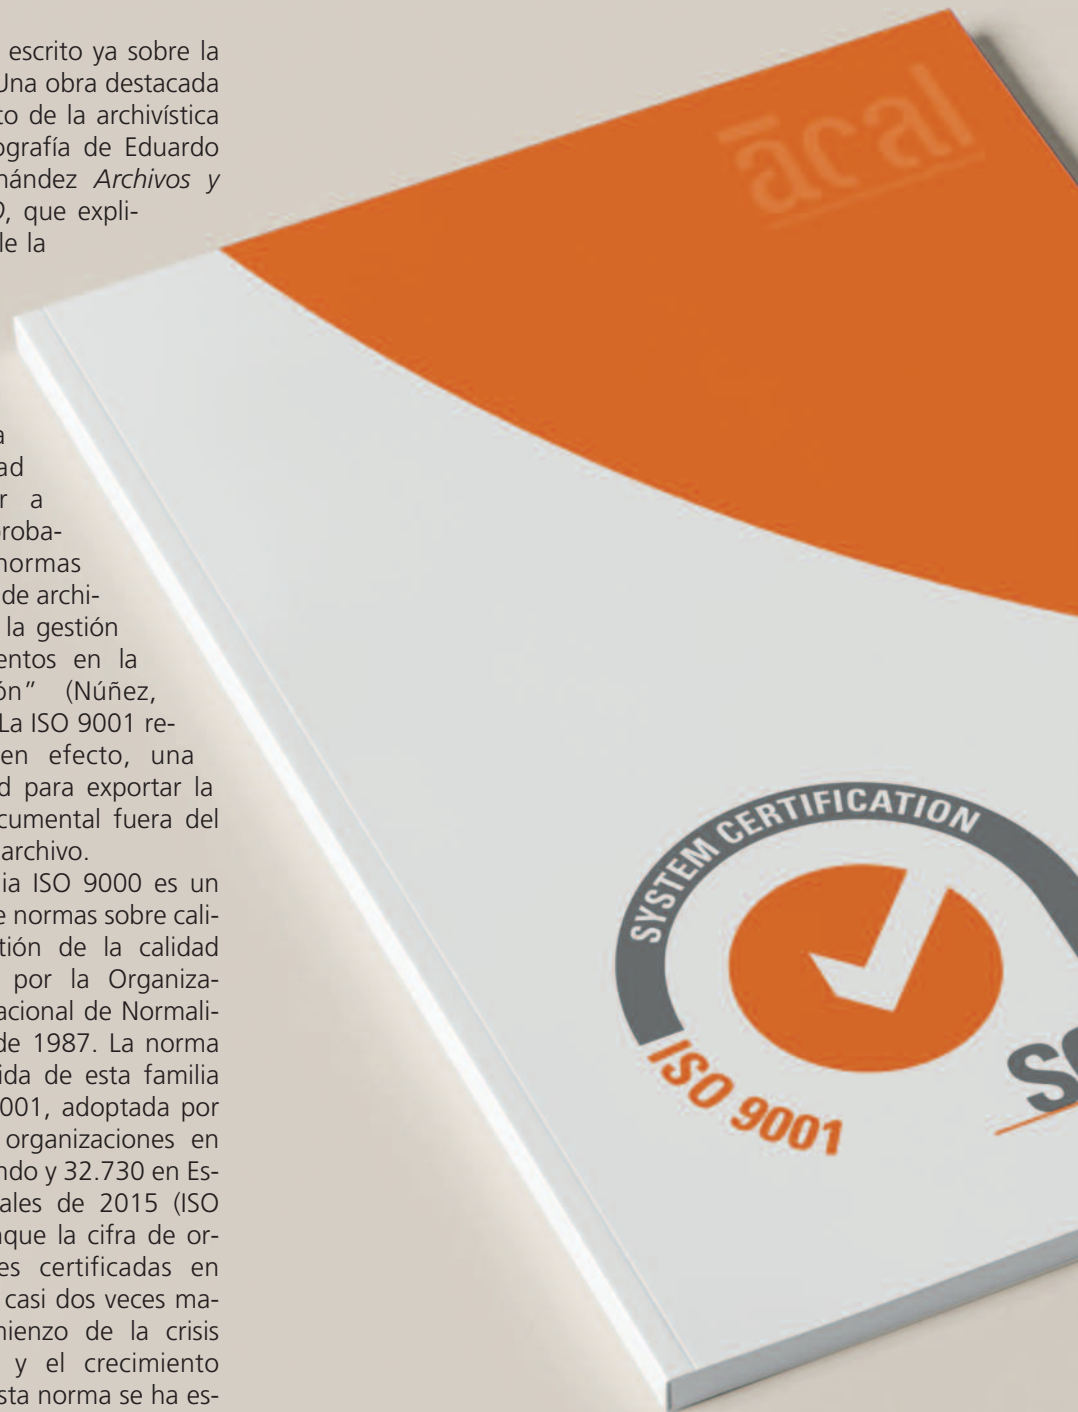 escrito ya sobre la
Una obra destacada
to de la archivística
ografía de Eduardo
nández Archivos y
O, que expli-
le la
a
ad
r a
proba-
normas
de archi-
la gestión
entos en la
ón” (Núñez,
La ISO 9001 re-
en efecto, una
d para exportar la
cumental fuera del
archivo.
ia ISO 9000 es un
e normas sobre cali-
tión de la calidad
por la Organiza-
acional de Normali-
de 1987. La norma
ida de esta familia
9001, adoptada por
organizaciones en
ndo y 32.730 en Es-
ales de 2015 (ISO
nque la cifra de or-
es certificadas en
casi dos veces ma-
mienzo de la crisis
y el crecimiento
sta norma se ha es-
ācal
SYSTEM CERTIFICATION
ISO 9001